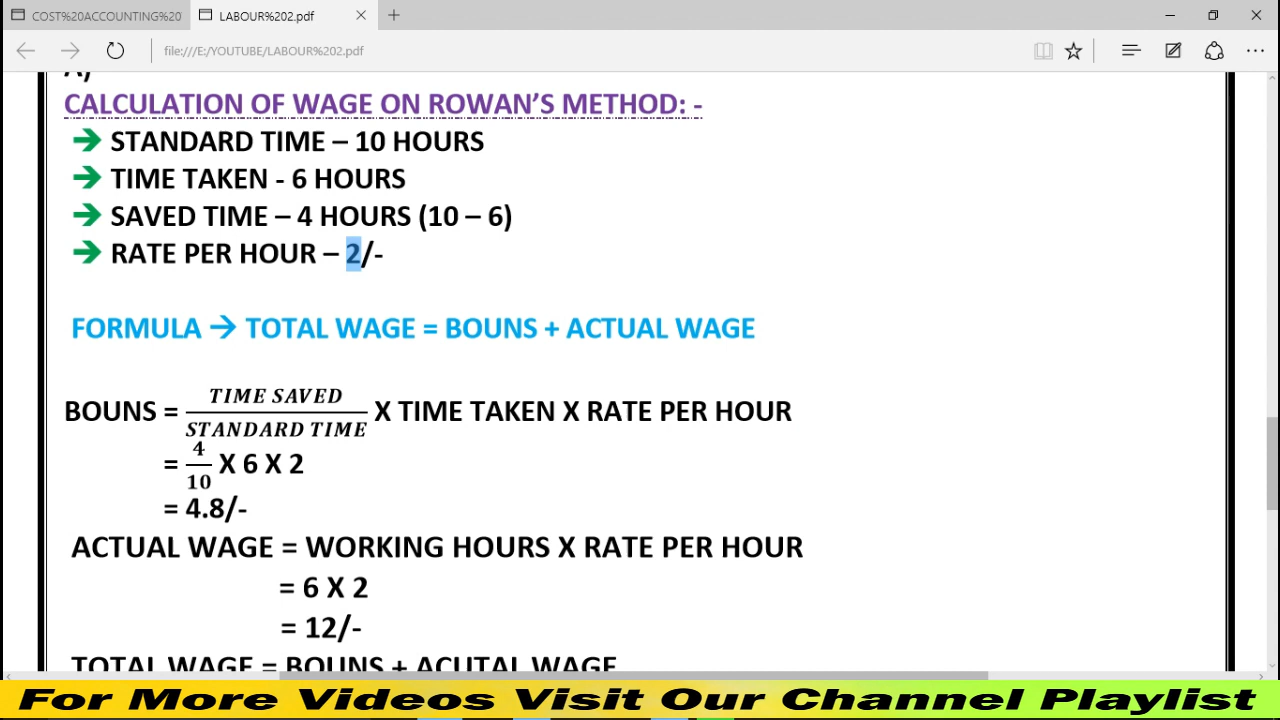 COST%20ACCOUNTING%20
LABOUR%202.pdf
file:///E:/YOUTUBE/LABOUR%202.pdf
A)
CALCULATION OF WAGE ON ROWAN’S METHOD: -
➔ STANDARD TIME – 10 HOURS
➔ TIME TAKEN - 6 HOURS
➔ SAVED TIME – 4 HOURS (10 – 6)
➔ RATE PER HOUR – 2/-
FORMULA ➔ TOTAL WAGE = BOUNS + ACTUAL WAGE
BOUNS = TIME SAVED / STANDARD TIME X TIME TAKEN X RATE PER HOUR
= 4/10 X 6 X 2
= 4.8/-
ACTUAL WAGE = WORKING HOURS X RATE PER HOUR
= 6 X 2
= 12/-
TOTAL WAGE = BOUNS + ACUTAL WAGE
For More Videos Visit Our Channel Playlist